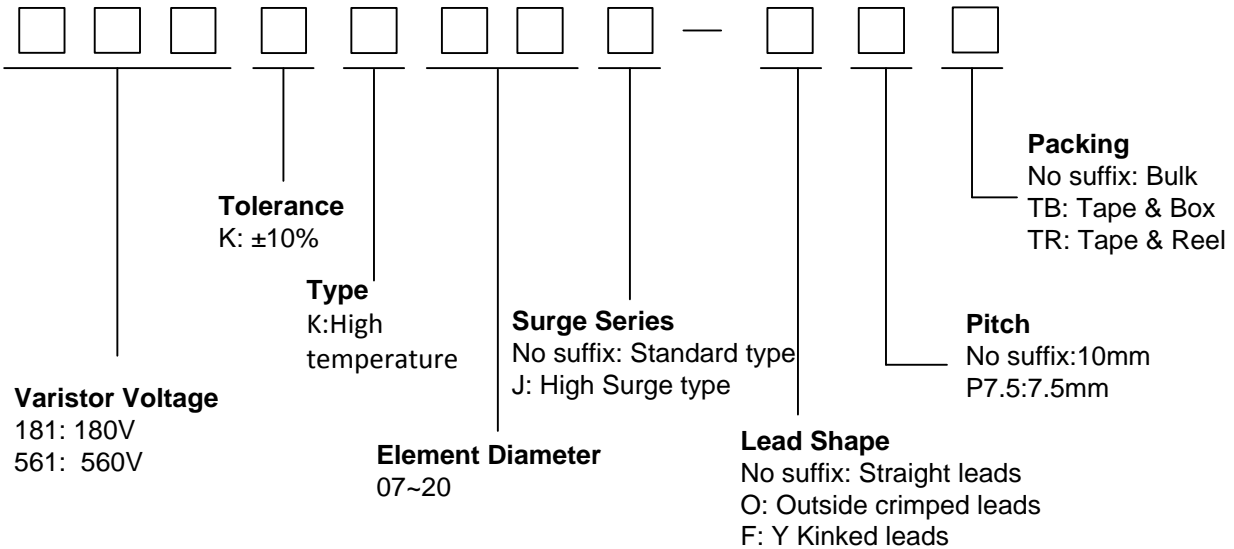 Tolerance
K: ±10%
Type
K:High
temperature
Varistor Voltage
181: 180V
561:  560V
Element Diameter
07~20
Surge Series
No suffix: Standard type
J: High Surge type
Lead Shape
No suffix: Straight leads
O: Outside crimped leads
F: Y Kinked leads
Pitch
No suffix:10mm
P7.5:7.5mm
Packing
No suffix: Bulk
TB: Tape & Box
TR: Tape & Reel